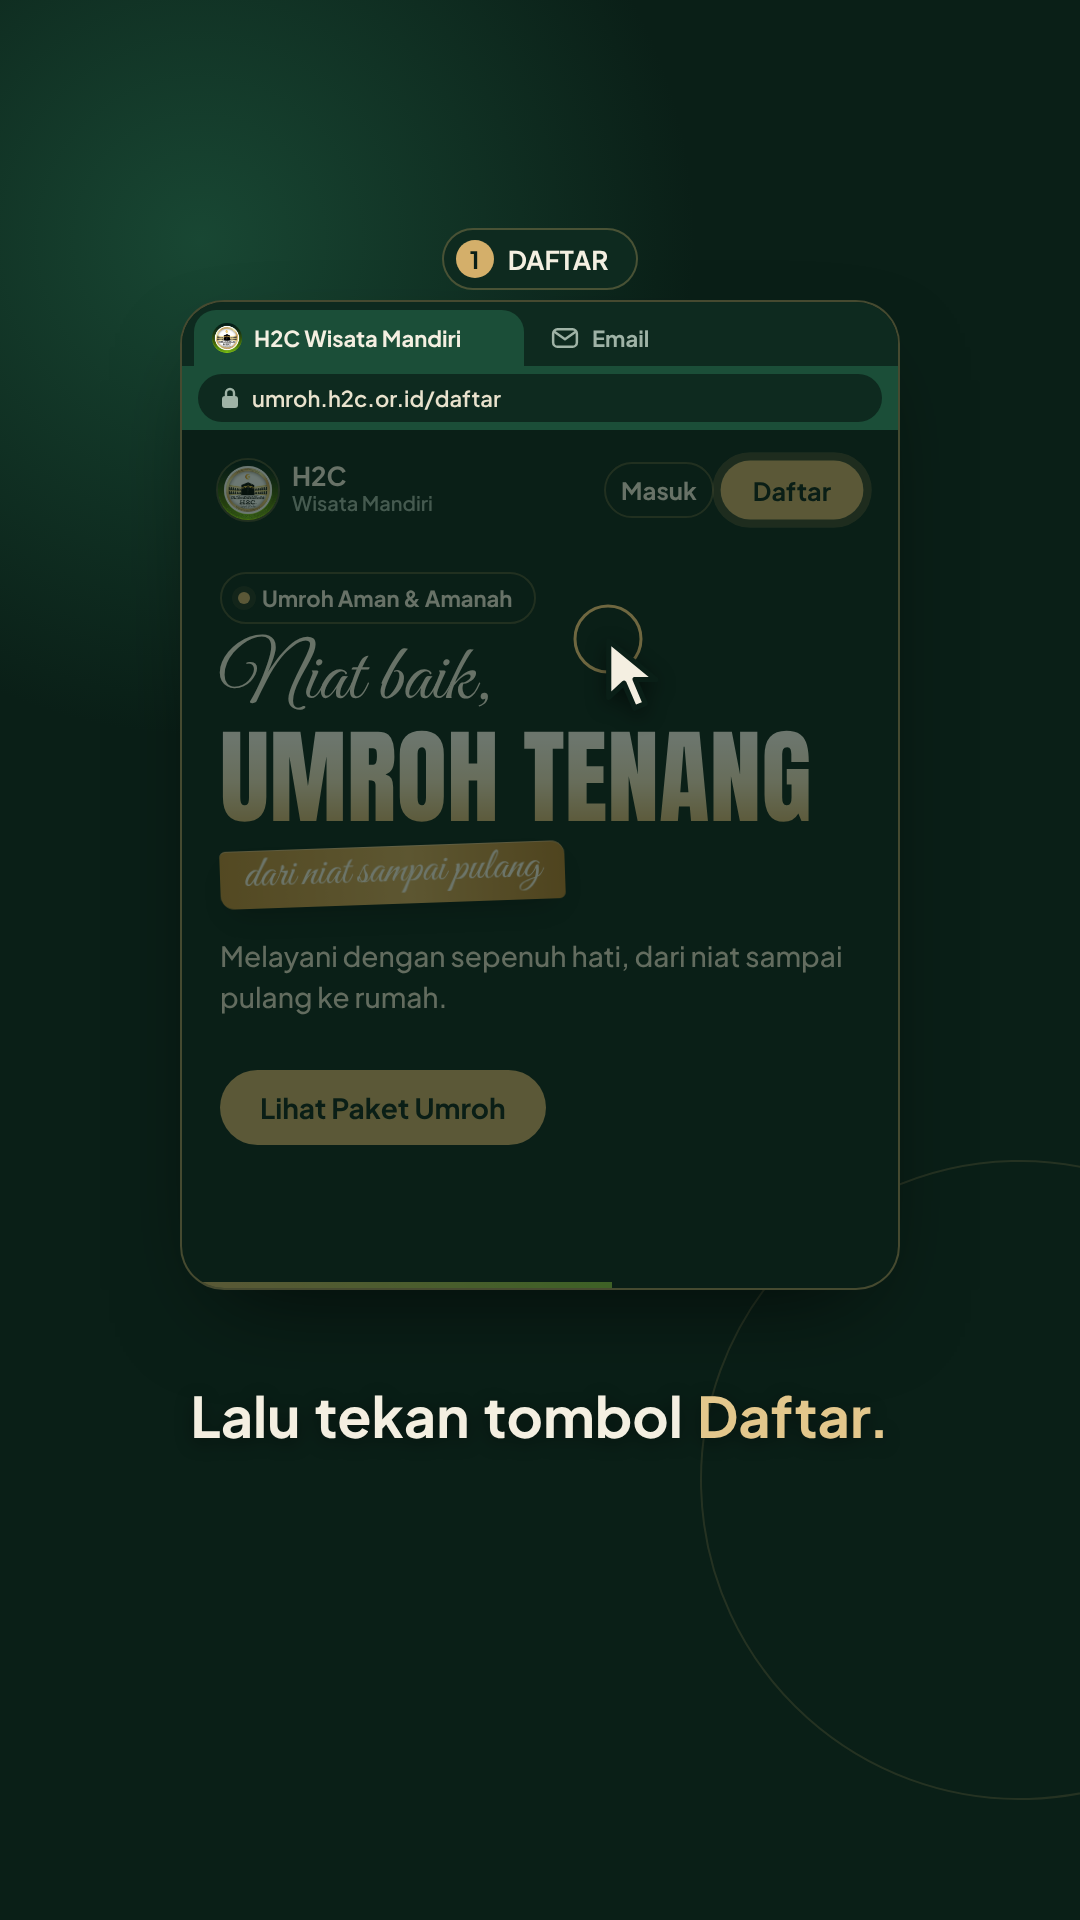 1 DAFTAR
H2C Wisata Mandiri
Email
umroh.h2c.or.id/daftar
H2C
Wisata Mandiri
Masuk
Daftar
Umroh Aman & Amanah
Niat baik,
UMROH TENANG
dari niat sampai pulang
Melayani dengan sepenuh hati, dari niat sampai
pulang ke rumah.
Lihat Paket Umroh
Lalu tekan tombol Daftar.